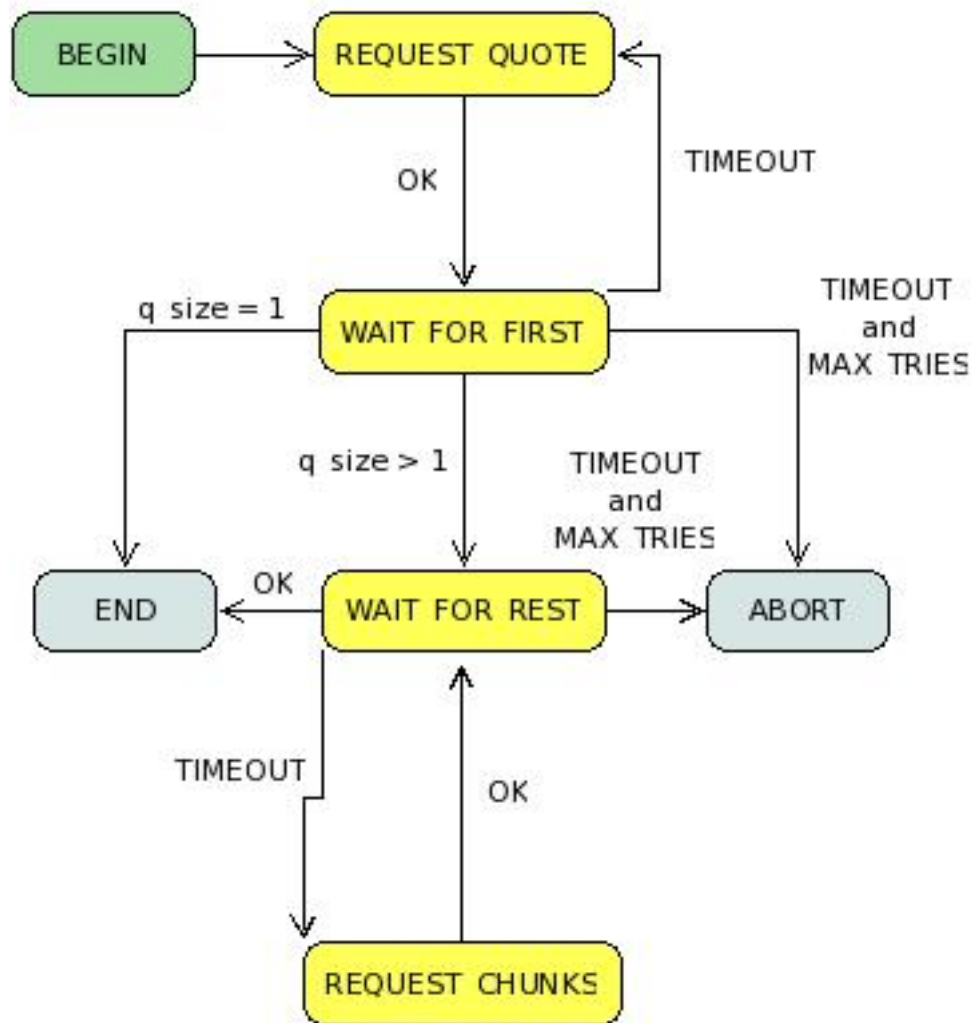 BEGIN
REQUEST QUOTE
OK
TIMEOUT
q size = 1
WAIT FOR FIRST
TIMEOUT
and
MAX TRIES
q size > 1
TIMEOUT
and
MAX TRIES
END
OK
WAIT FOR REST
ABORT
TIMEOUT
OK
REQUEST CHUNKS